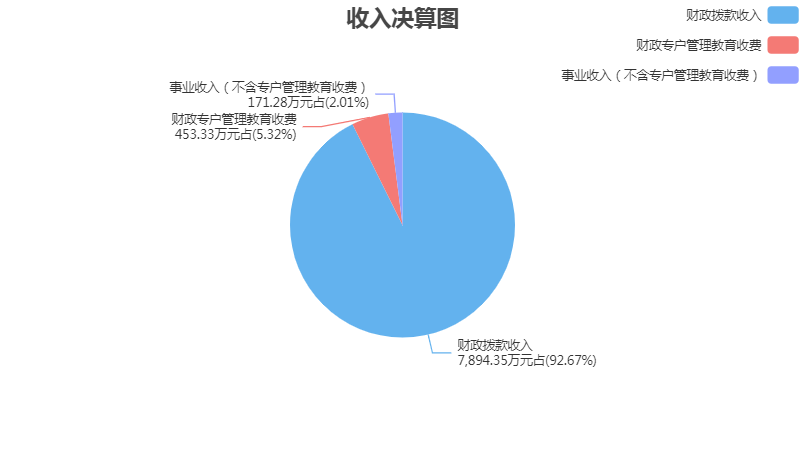 收入决算图
财政拨款收入
财政专户管理教育收费
事业收入（不含专户管理教育收费）
事业收入（不含专户管理教育收费）
171.28万元占(2.01%)
财政专户管理教育收费
453.33万元占(5.32%)
财政拨款收入
7,894.35万元占(92.67%)